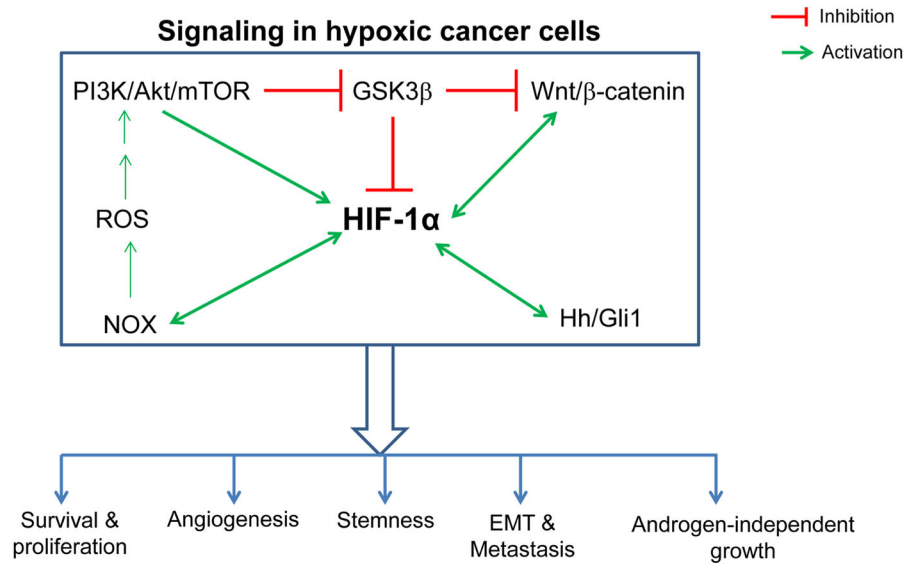 Signaling in hypoxic cancer cells
Inhibition
Activation
PI3K/Akt/mTOR
GSK3β
Wnt/β-catenin
ROS
HIF-1α
NOX
Hh/Gli1
Survival &
proliferation
Angiogenesis
Stemness
EMT &
Metastasis
Androgen-independent
growth